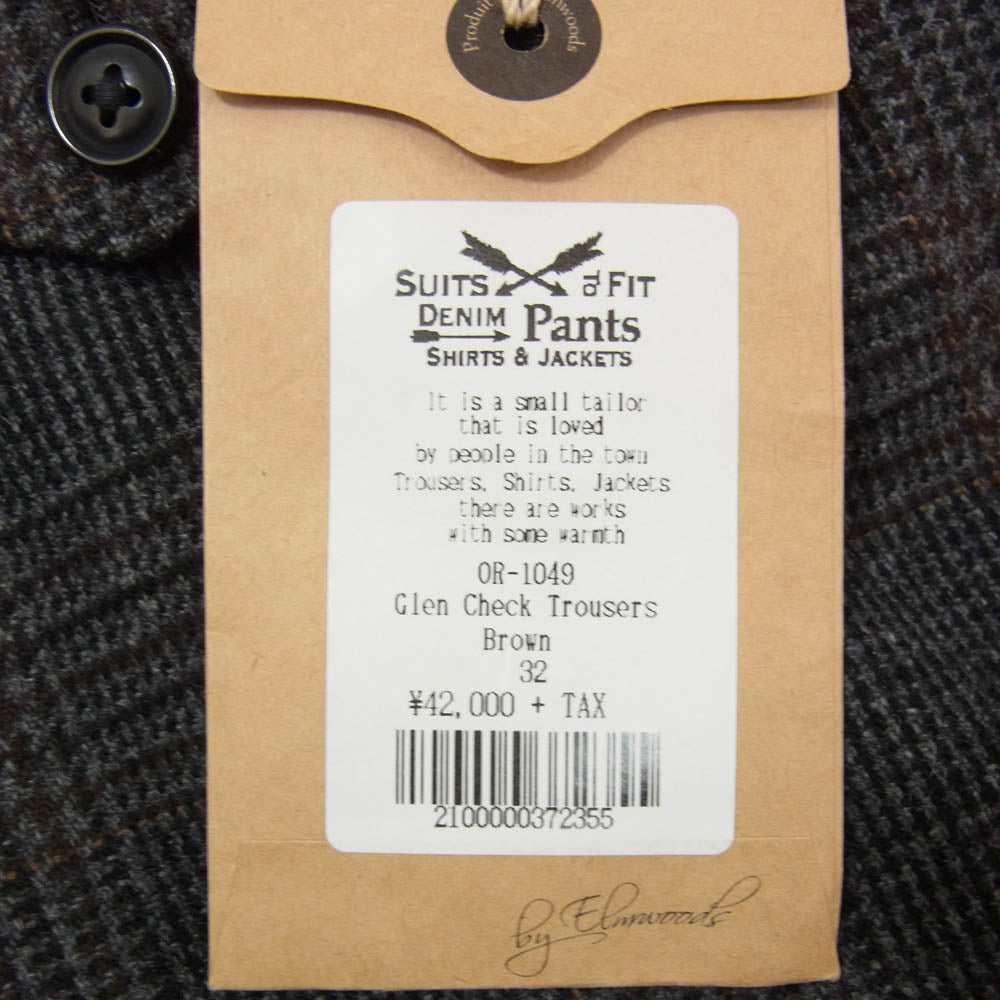 Produit
nwoods
SUITS & FIT
DENIM Pants
SHIRTS & JACKETS
It is a small tailor
that is loved
by people in the town
Trousers, Shirts, Jackets
there are works
with some warmth
OR-1049
Glen Check Trousers
Brown
32
¥42,000 + TAX
2100000372355
by Elmwoods